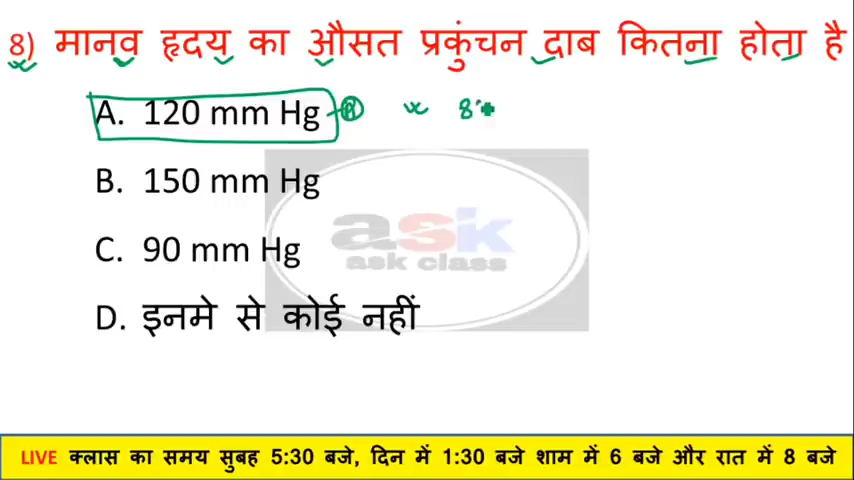 8) मानव हृदय का औसत प्रकुंचन दाब कितना होता है
A. 120 mm Hg
B. 150 mm Hg
C. 90 mm Hg
D. इनमे से कोई नहीं
ask
ask class
LIVE क्लास का समय सुबह 5:30 बजे, दिन में 1:30 बजे शाम में 6 बजे और रात में 8 बजे